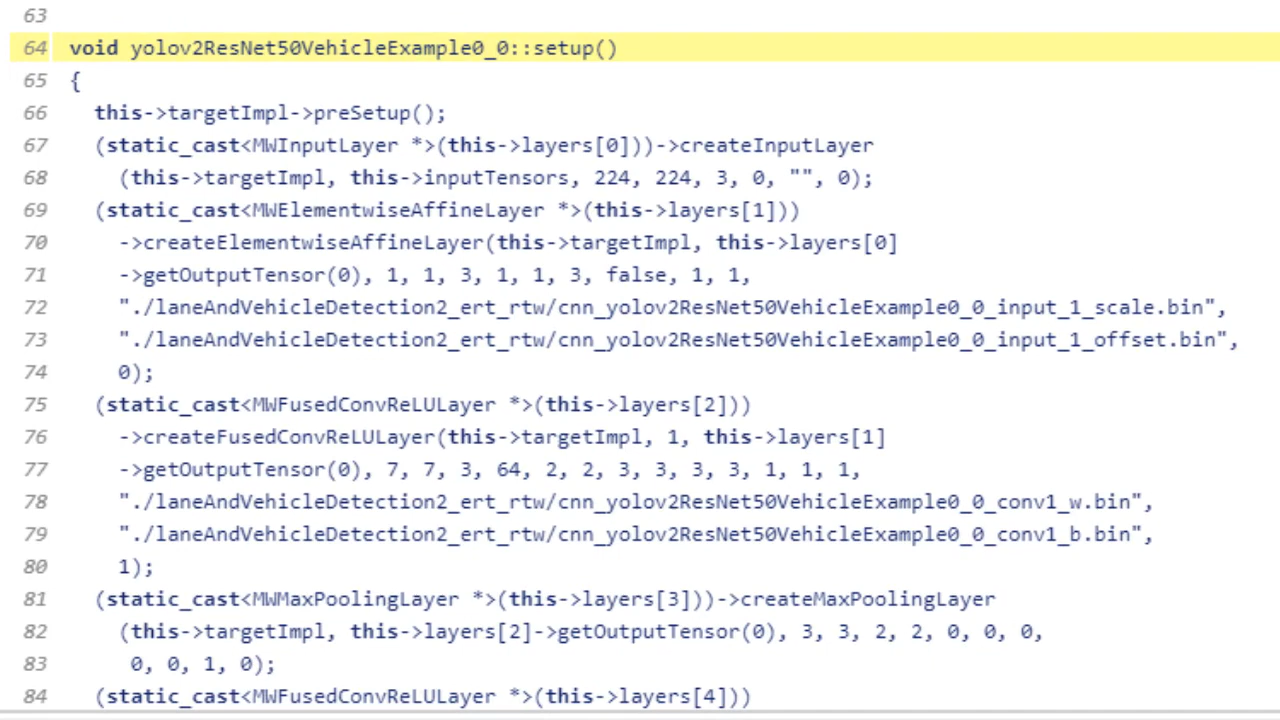 63
64 void yolov2ResNet50VehicleExample0_0::setup()
65 {
66 this->targetImpl->preSetup();
67 (static_cast<MWInputLayer *>(this->layers[0]))->createInputLayer
68 (this->targetImpl, this->inputTensors, 224, 224, 3, 0, "", 0);
69 (static_cast<MWElementwiseAffineLayer *>(this->layers[1]))
70 ->createElementwiseAffineLayer(this->targetImpl, this->layers[0]
71 ->getOutputTensor(0), 1, 1, 3, 1, 1, 3, false, 1, 1,
72 "./laneAndVehicleDetection2_ert_rtw/cnn_yolov2ResNet50VehicleExample0_0_input_1_scale.bin",
73 "./laneAndVehicleDetection2_ert_rtw/cnn_yolov2ResNet50VehicleExample0_0_input_1_offset.bin",
74 0);
75 (static_cast<MWFusedConvReLULayer *>(this->layers[2]))
76 ->createFusedConvReLULayer(this->targetImpl, 1, this->layers[1]
77 ->getOutputTensor(0), 7, 7, 3, 64, 2, 2, 3, 3, 3, 3, 1, 1, 1,
78 "./laneAndVehicleDetection2_ert_rtw/cnn_yolov2ResNet50VehicleExample0_0_conv1_w.bin",
79 "./laneAndVehicleDetection2_ert_rtw/cnn_yolov2ResNet50VehicleExample0_0_conv1_b.bin",
80 1);
81 (static_cast<MWMaxPoolingLayer *>(this->layers[3]))->createMaxPoolingLayer
82 (this->targetImpl, this->layers[2]->getOutputTensor(0), 3, 3, 2, 2, 0, 0, 0,
83 0, 0, 1, 0);
84 (static_cast<MWFusedConvReLULayer *>(this->layers[4]))